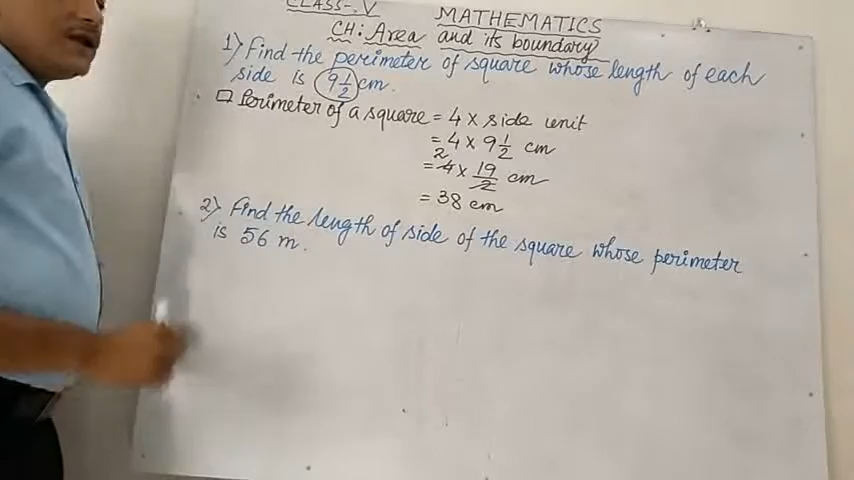 CLASS-V MATHEMATICS
CH: Area and its boundary
1) Find the perimeter of square whose length of each
side is 9 1/2 cm.
□ Perimeter of a square = 4 × side unit
= 4 × 9 1/2 cm
2
= 4 × 19/2 cm
= 38 cm
2) Find the length of side of the square whose perimeter
is 56 m.